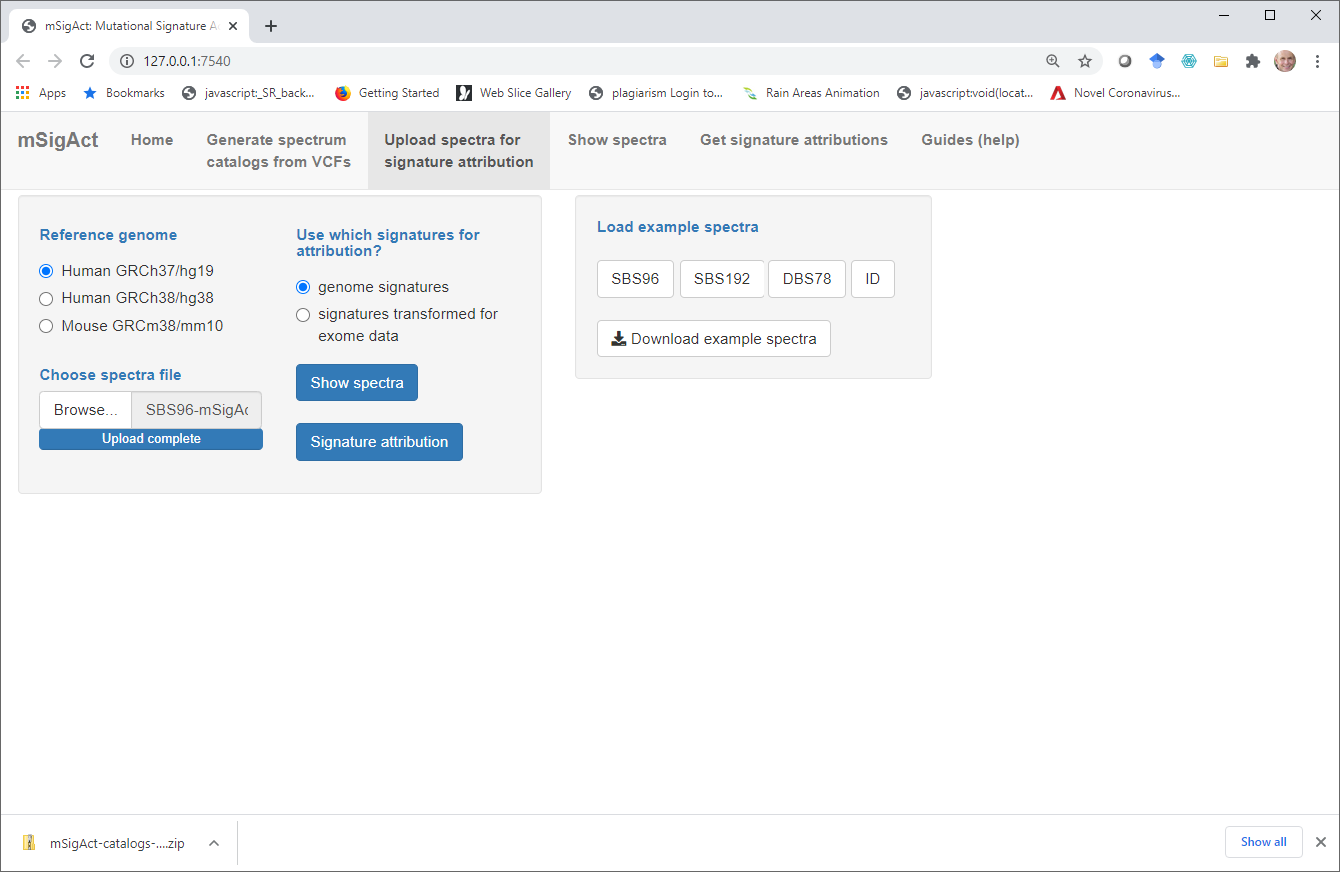 mSigAct: Mutational Signature A
127.0.0.1:7540
Apps Bookmarks javascript:_SR_back... Getting Started Web Slice Gallery plagiarism Login to... Rain Areas Animation javascript:void(locat... Novel Coronavirus...
mSigAct Home Generate spectrum Upload spectra for Show spectra Get signature attributions Guides (help)
catalogs from VCFs signature attribution
Reference genome
Human GRCh37/hg19
Human GRCh38/hg38
Mouse GRCm38/mm10
Choose spectra file
Browse... SBS96-mSigAc
Upload complete
Use which signatures for
attribution?
genome signatures
signatures transformed for
exome data
Show spectra
Signature attribution
Load example spectra
SBS96 SBS192 DBS78 ID
Download example spectra
mSigAct-catalogs-....zip
Show all